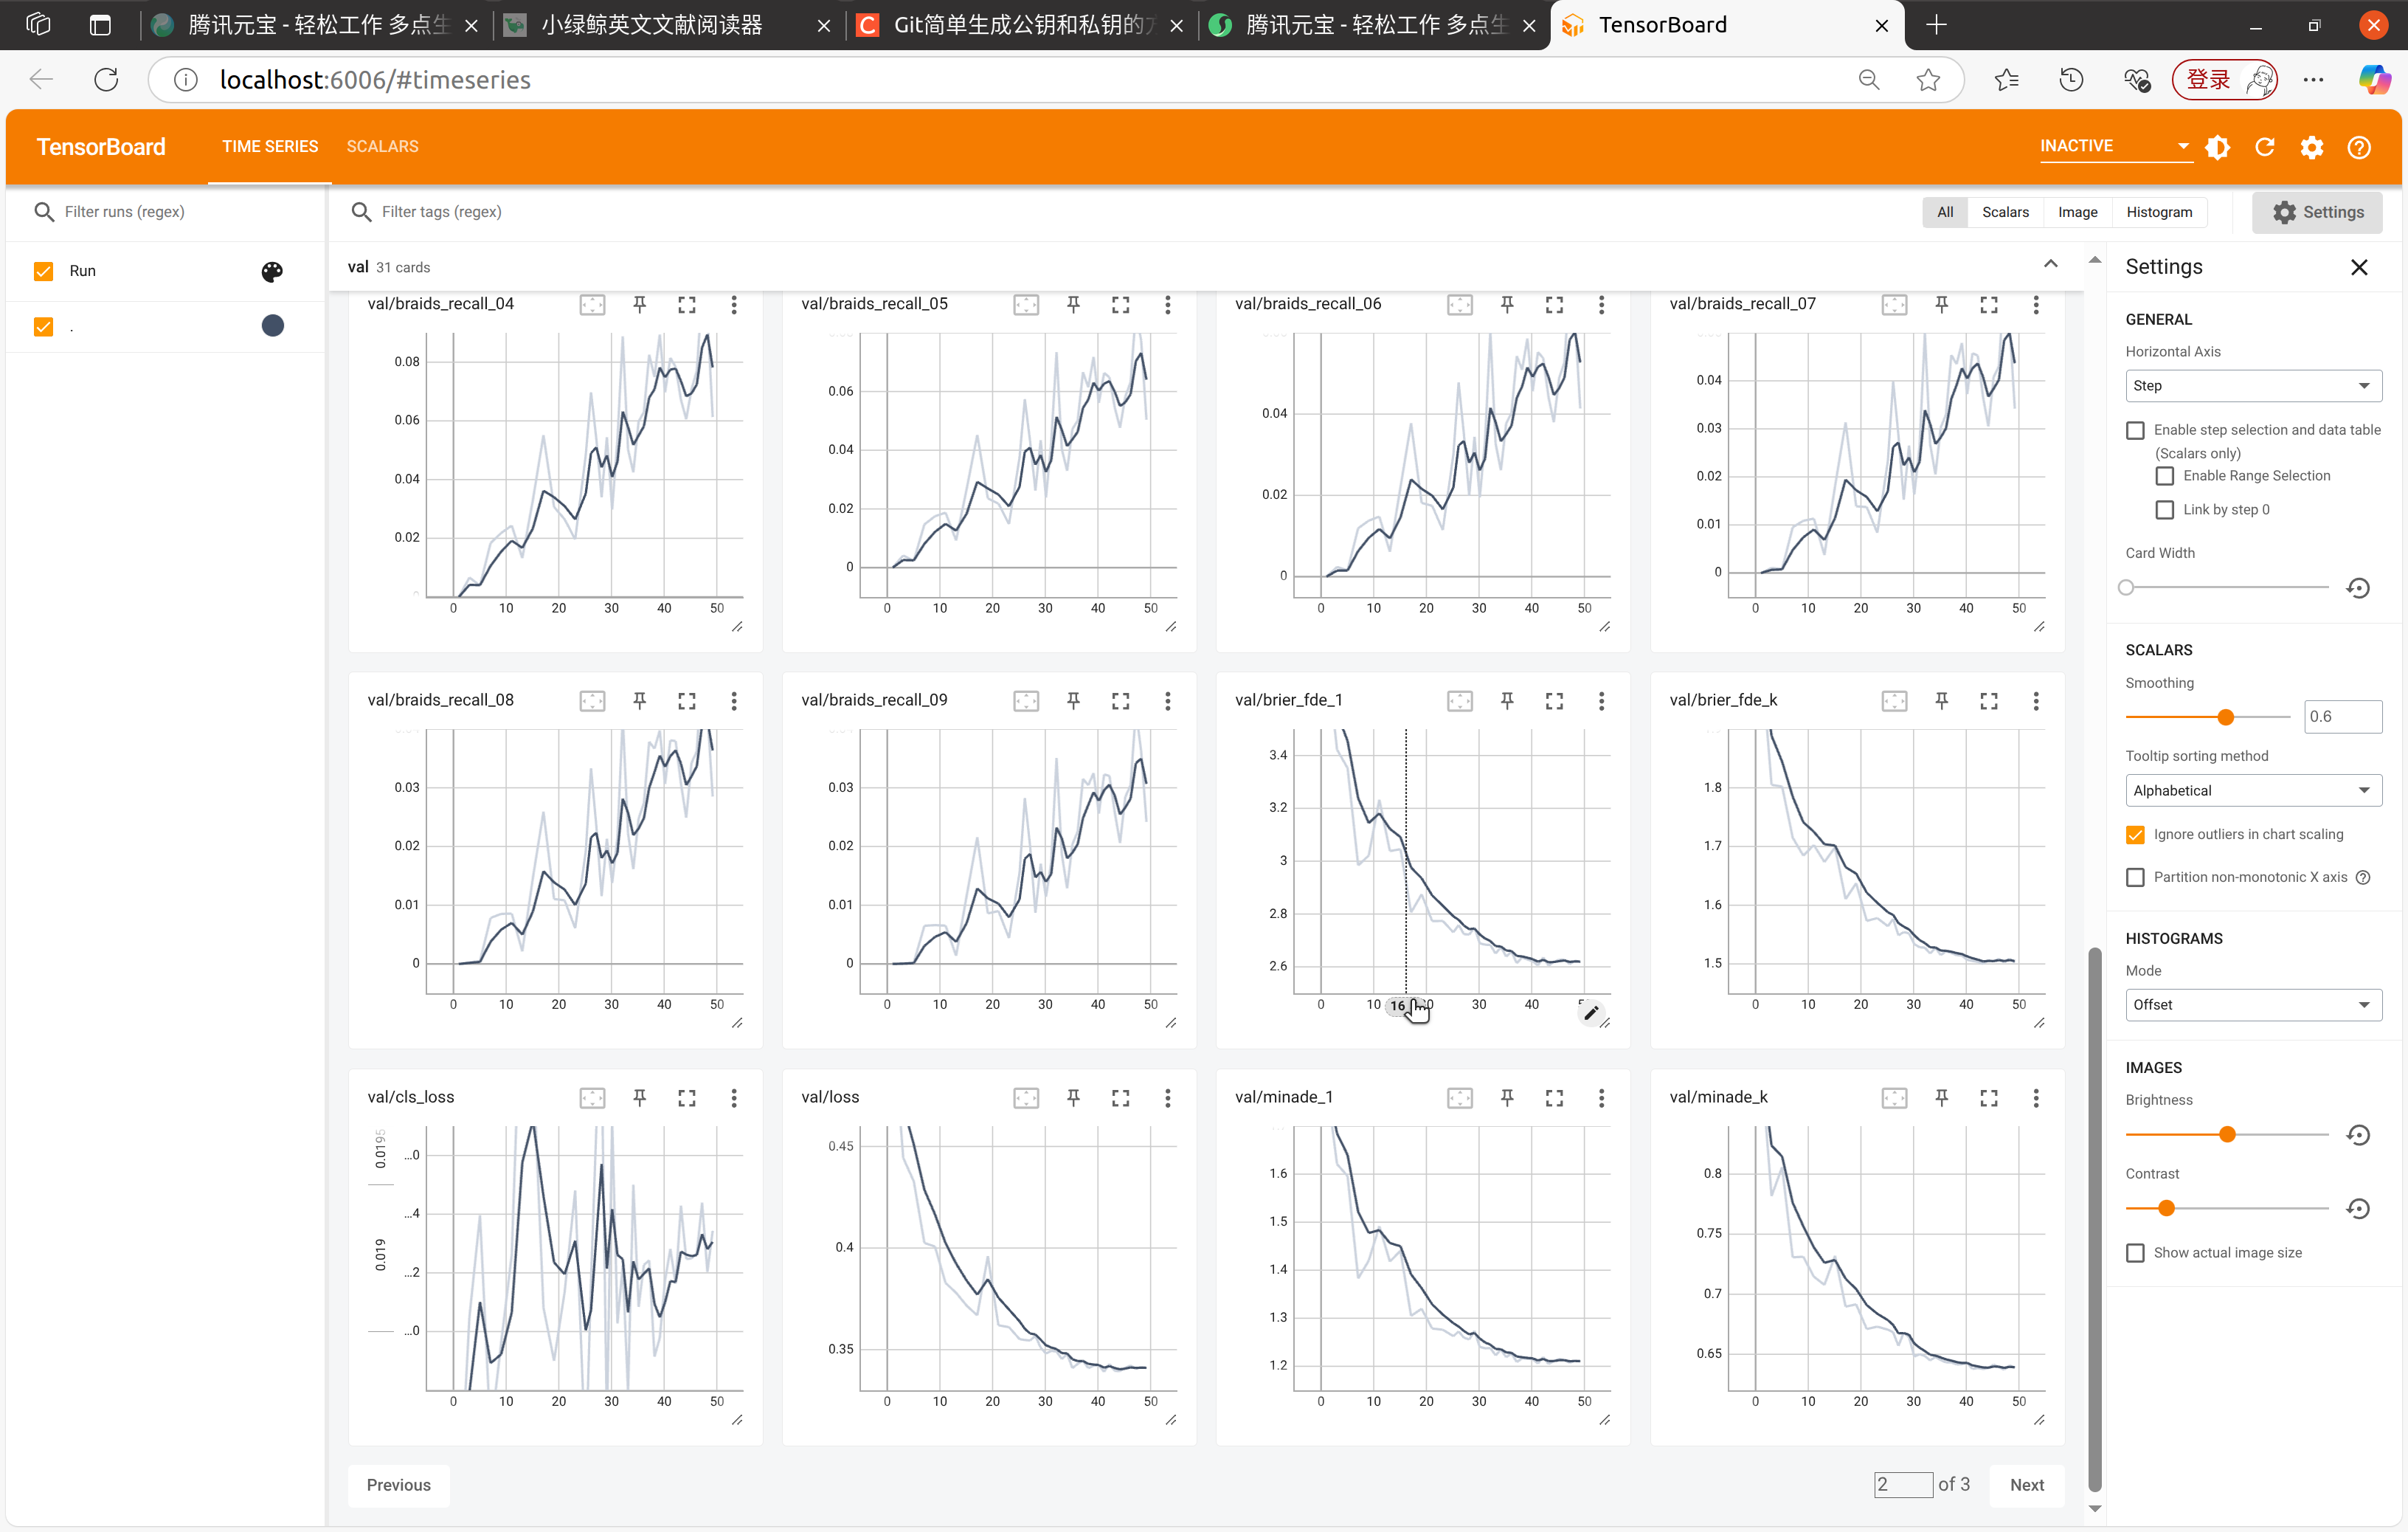 腾讯元宝 - 轻松工作 多点生
小绿鲸英文文献阅读器
Git简单生成公钥和私钥的方
腾讯元宝 - 轻松工作 多点生
TensorBoard
localhost:6006/#timeseries
登录
TensorBoard
TIME SERIES
SCALARS
INACTIVE
Filter runs (regex)
Filter tags (regex)
All
Scalars
Image
Histogram
Settings
Run
.
val 31 cards
val/braids_recall_04
0.08
0.06
0.04
0.02
0 10 20 30 40 50
val/braids_recall_05
0.06
0.04
0.02
0
0 10 20 30 40 50
val/braids_recall_06
0.04
0.02
0
0 10 20 30 40 50
val/braids_recall_07
0.04
0.03
0.02
0.01
0
0 10 20 30 40 50
val/braids_recall_08
0.03
0.02
0.01
0
0 10 20 30 40 50
val/braids_recall_09
0.03
0.02
0.01
0
0 10 20 30 40 50
val/brier_fde_1
3.4
3.2
3
2.8
2.6
0 10 16 30 40
val/brier_fde_k
1.8
1.7
1.6
1.5
0 10 20 30 40 50
val/cls_loss
0.0195
0.019
...0
...4
...2
...0
0 10 20 30 40 50
val/loss
0.45
0.4
0.35
0 10 20 30 40 50
val/minade_1
1.6
1.5
1.4
1.3
1.2
0 10 20 30 40 50
val/minade_k
0.8
0.75
0.7
0.65
0 10 20 30 40 50
Previous
2 of 3
Next
Settings
GENERAL
Horizontal Axis
Step
Enable step selection and data table
(Scalars only)
Enable Range Selection
Link by step 0
Card Width
SCALARS
Smoothing
0.6
Tooltip sorting method
Alphabetical
Ignore outliers in chart scaling
Partition non-monotonic X axis
HISTOGRAMS
Mode
Offset
IMAGES
Brightness
Contrast
Show actual image size